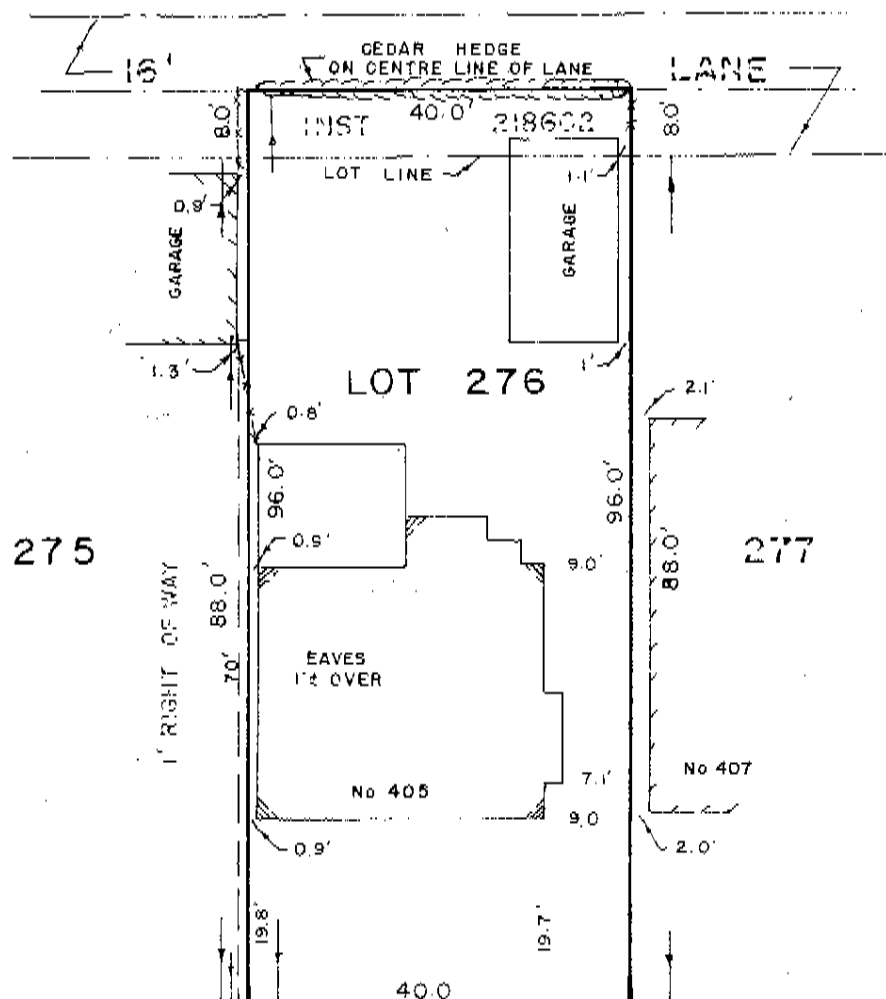 16'
CEDAR HEDGE
ON CENTRE LINE OF LANE
LANE
8.0'
40.0'
INST 218602
8.0'
LOT LINE
1.1'
0.9'
GARAGE
GARAGE
1.3'
1'
LOT 276
2.1'
0.8'
96.0'
96.0'
275
0.9'
9.0'
88.0'
277
88.0'
1' RIGHT OF WAY
70'
EAVES
1'± OVER
No 405
7.1'
No 407
9.0
0.9'
2.0'
19.8'
19.7'
40.0